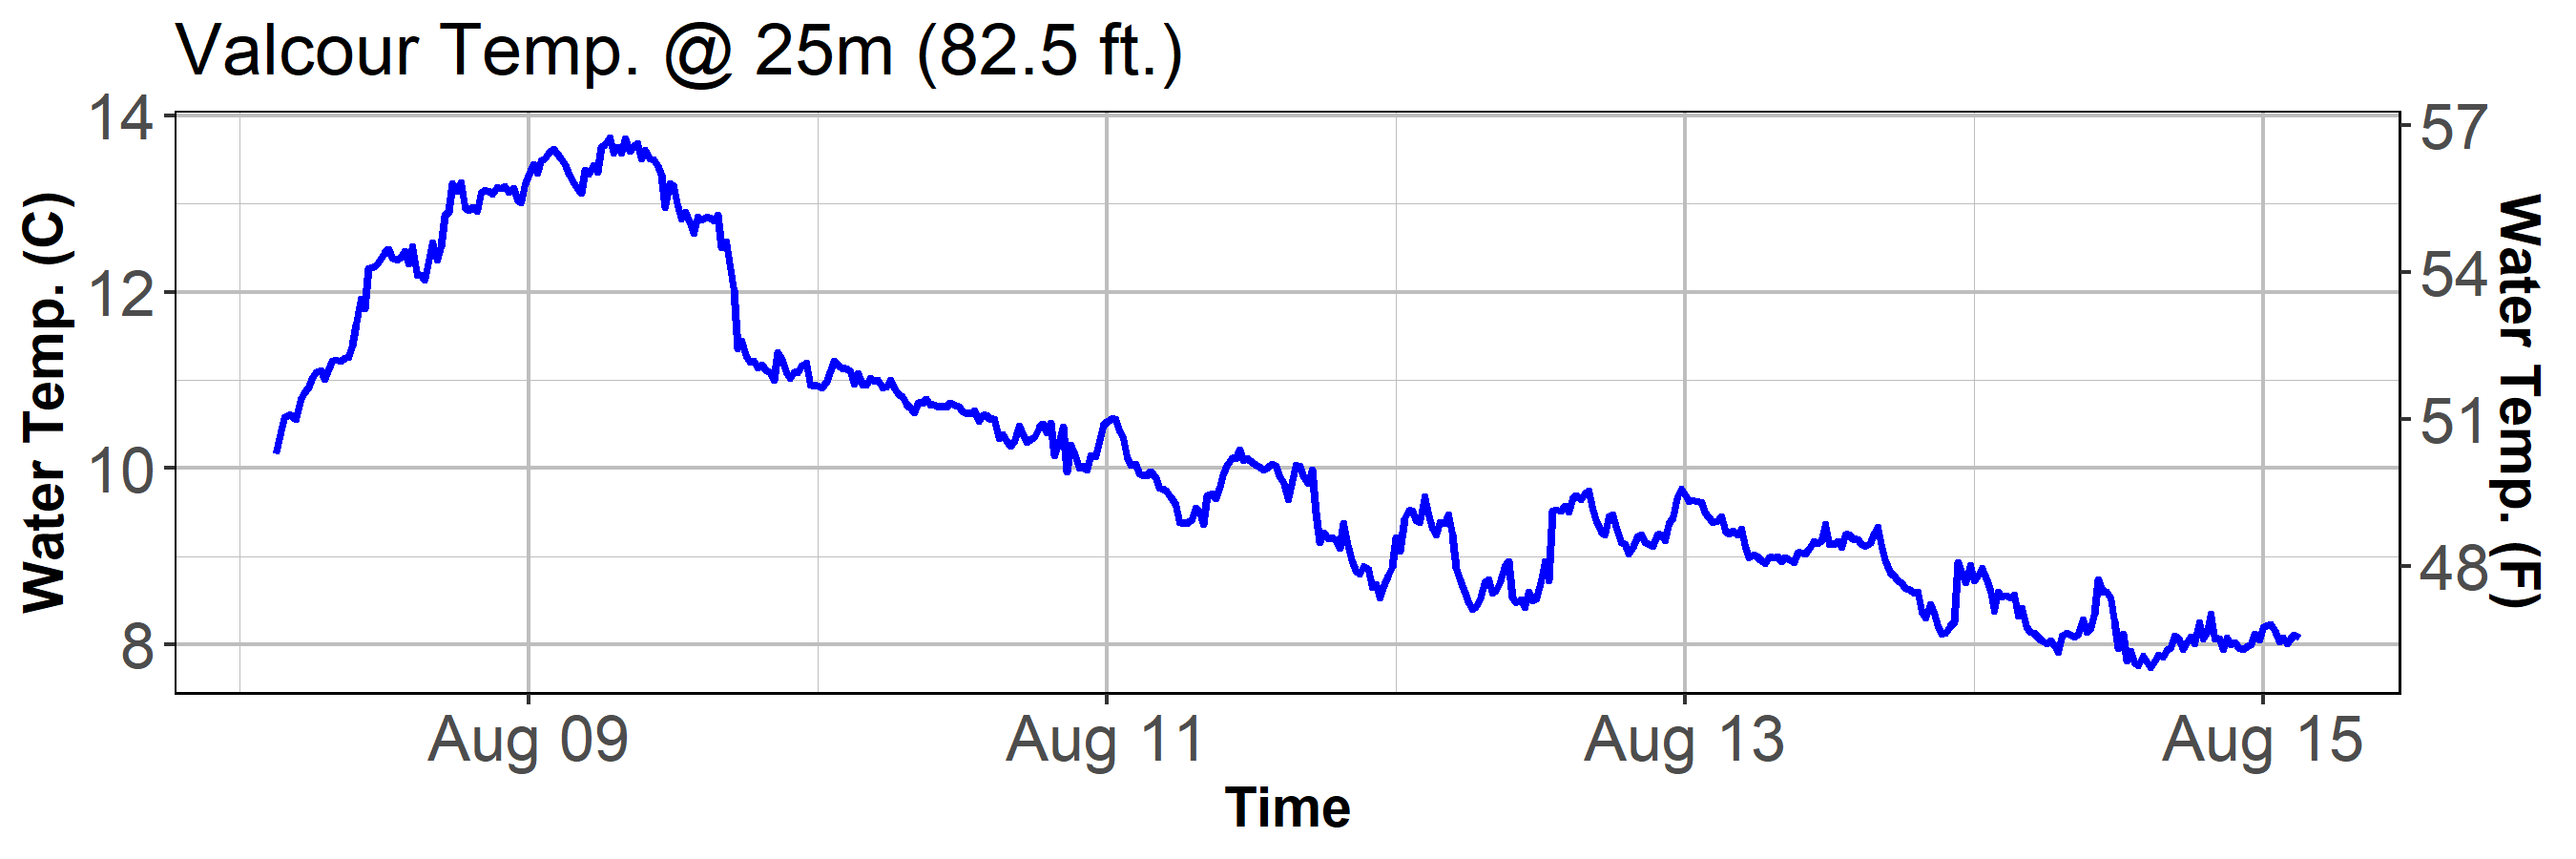 Valcour Temp. @ 25m (82.5 ft.)
14
12
10
8
Water Temp. (C)
57
54
51
48
Water Temp. (F)
Aug 09
Aug 11
Aug 13
Aug 15
Time